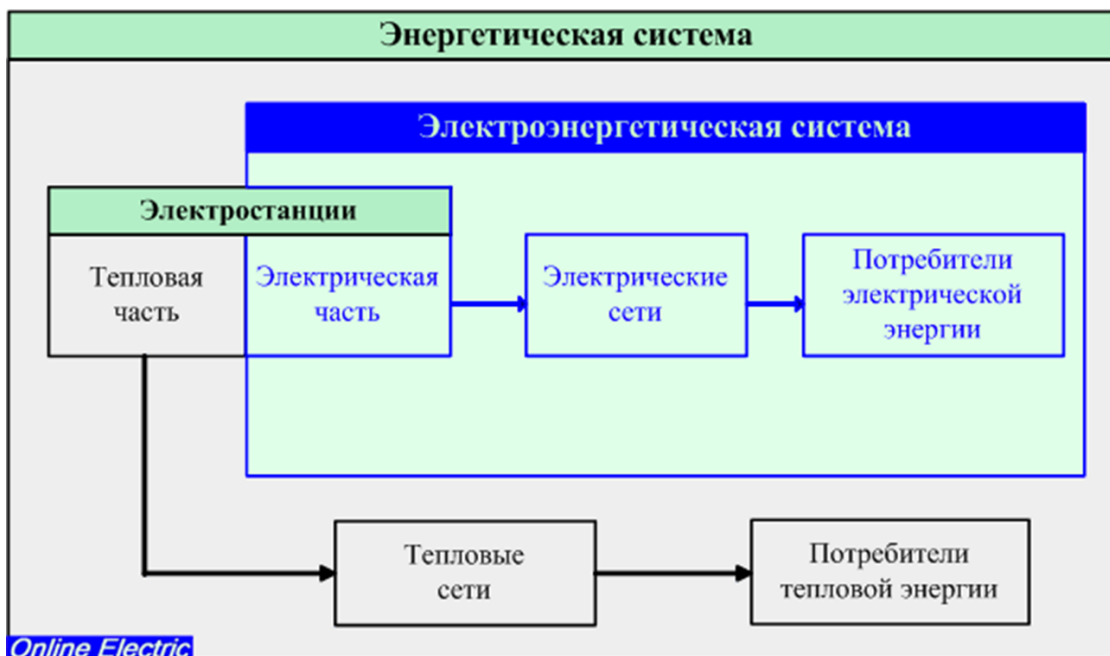 Энергетическая система
Электроэнергетическая система
Электростанции
Тепловая
часть
Электрическая
часть
Электрические
сети
Потребители
электрической
энергии
Тепловые
сети
Потребители
тепловой энергии
Online Electric